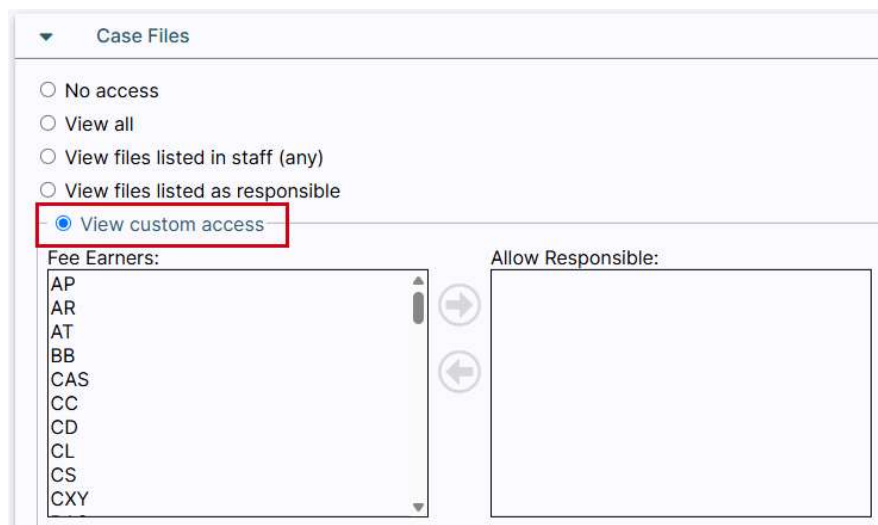 Case Files
No access
View all
View files listed in staff (any)
View files listed as responsible
View custom access
Fee Earners:
Allow Responsible:
AP
AR
AT
BB
CAS
CC
CD
CL
CS
CXY